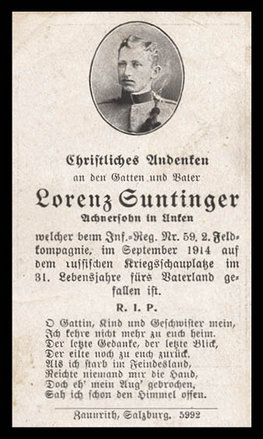 Christliches Andenken
an den Gatten und Vater
Lorenz Suntinger
Achnersohn in Unken
welcher beim Inf.-Reg. Nr. 59, 2. Feld-
kompagnie, im September 1914 auf
dem russischen Kriegsschauplatze im
31. Lebensjahre fürs Vaterland ge-
fallen ist.
R. I. P.
O Gattin, Kind und Geschwister mein,
Ich kehre nicht mehr zu euch heim.
Der letzte Gedanke, der letzte Blick,
Der eilte noch zu euch zurück.
Als ich starb im Feindesland,
Reichte niemand mir die Hand,
Doch eh' mein Aug' gebrochen,
Sah ich schon den Himmel offen.
Zaunrith, Salzburg. 5992